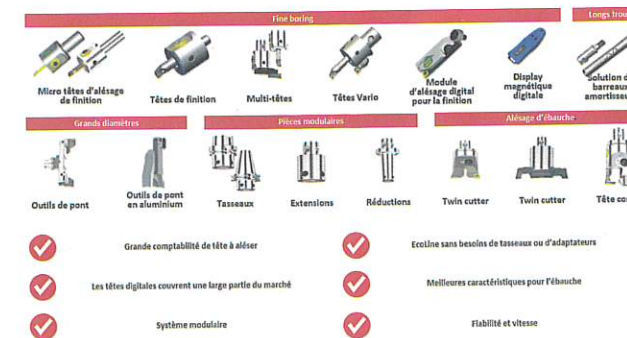 Fine boring
Longs trou
Micro têtes d'alésage
de finition
Têtes de finition
Multi-têtes
Têtes Vario
Module
d'alésage digital
pour la finition
Display
magnétique
digitale
Solution d
barreaux
amortisseu
Grands diamètres
Pièces modulaires
Alésage d'ébauche
Outils de pont
Outils de pont
en aluminium
Tasseaux
Extensions
Réductions
Twin cutter
Twin cutter
Tête co
Grande comptabilité de tête à aléser
EcoLine sans besoins de tasseaux ou d'adaptateurs
Les têtes digitales couvrent une large partie du marché
Meilleures caractéristiques pour l'ébauche
Système modulaire
Fiabilité et vitesse